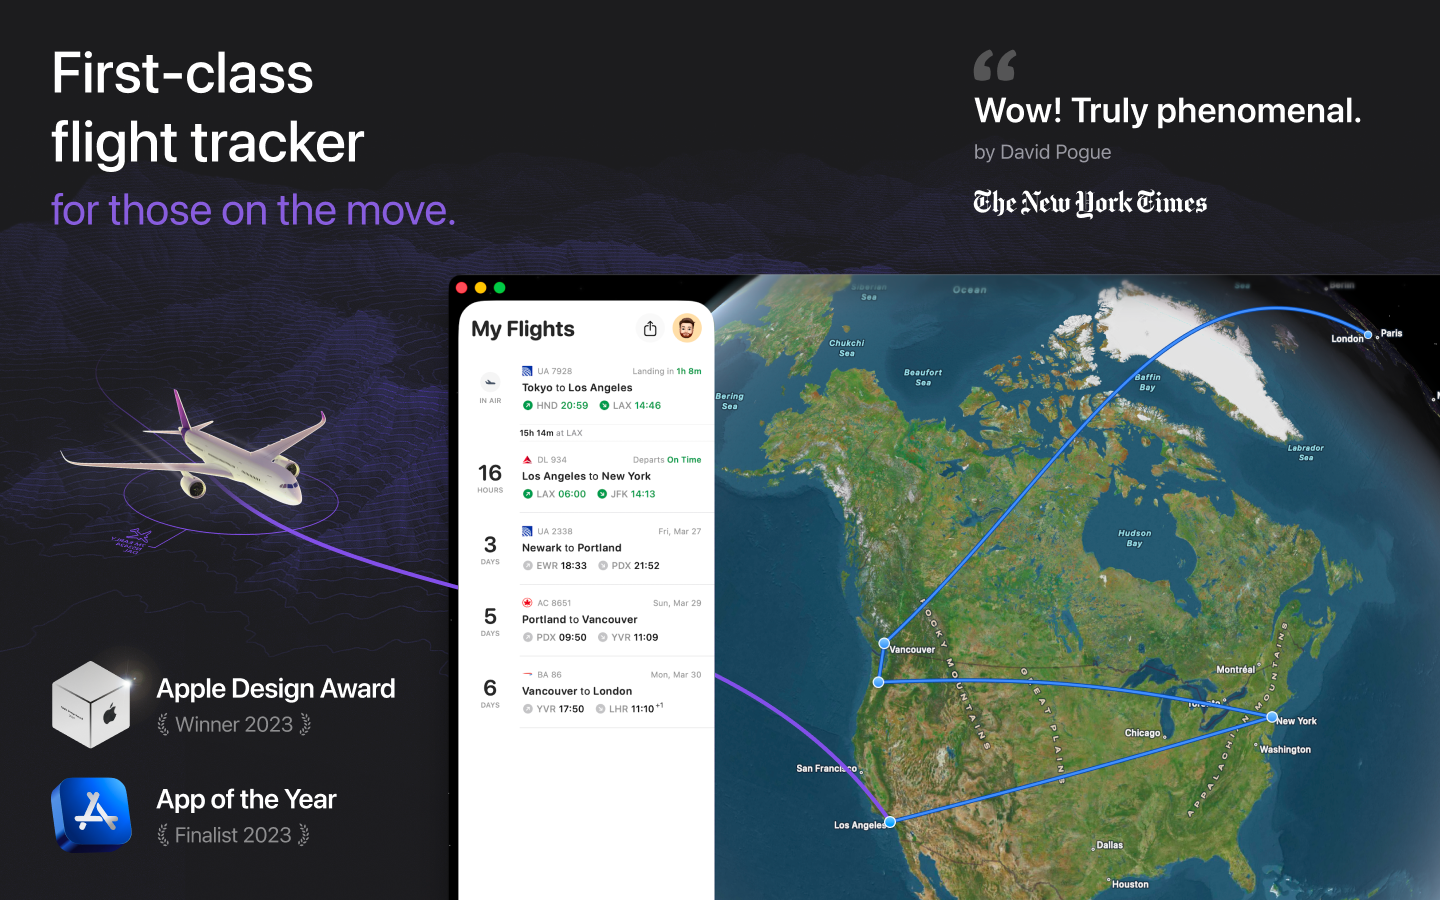 First-class
flight tracker
for those on the move.
“
Wow! Truly phenomenal.
by David Pogue
The New York Times
Apple Design Award
Winner 2023
App of the Year
Finalist 2023
My Flights
IN AIR
UA 7928
Landing in 1h 8m
Tokyo to Los Angeles
HND 20:59 LAX 14:46
15h 14m at LAX
16
HOURS
DL 934
Departs On Time
Los Angeles to New York
LAX 06:00 JFK 14:13
3
DAYS
UA 2338
Fri, Mar 27
Newark to Portland
EWR 18:33 PDX 21:52
5
DAYS
AC 8651
Sun, Mar 29
Portland to Vancouver
PDX 09:50 YVR 11:09
6
DAYS
BA 86
Mon, Mar 30
Vancouver to London
YVR 17:50 LHR 11:10 +1
Siberian
Sea
Ocean
Chukchi
Sea
Beaufort
Sea
Bering
Sea
Baffin
Bay
Labrador
Sea
Hudson
Bay
London
Paris
Berlin
Vancouver
ROCKY MOUNTAINS
GREAT PLAINS
APPALACHIAN MOUNTAINS
Montréal
Toronto
New York
Chicago
Washington
San Francisco
Los Angeles
Dallas
Houston